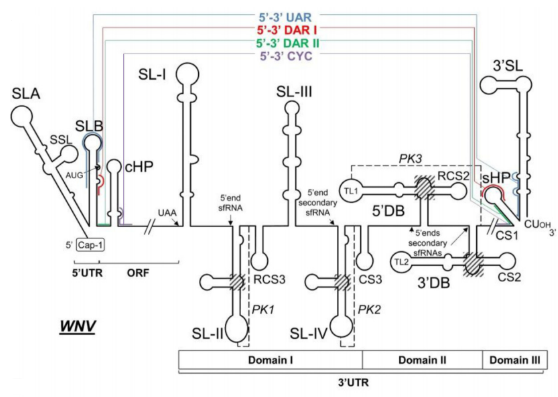 5'-3' UAR
5'-3' DAR I
5'-3' DAR II
5'-3' CYC
SL-I
3'SL
SLA
SL-III
SSL
SLB
cHP
PK3
RCS2
sHP
AUG
TL1
5'DB
UAA
5'end
sfRNA
5'end
secondary
sfRNA
5'ends
secondary
sfRNAs
CS1
CUOH
3'
5'
Cap-1
5'UTR
ORF
RCS3
CS3
TL2
3'DB
CS2
PK1
PK2
WNV
SL-II
SL-IV
Domain I
Domain II
Domain III
3'UTR